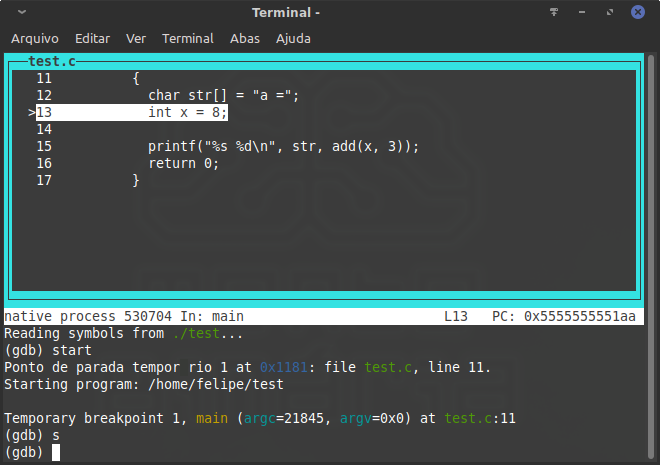 Terminal -
Arquivo Editar Ver Terminal Abas Ajuda
test.c
11 {
12 char str[] = "a =";
>13 int x = 8;
14
15 printf("%s %d\n", str, add(x, 3));
16 return 0;
17 }
native process 530704 In: main L13 PC: 0x5555555551aa
Reading symbols from ./test...
(gdb) start
Ponto de parada tempor rio 1 at 0x1181: file test.c, line 11.
Starting program: /home/felipe/test
Temporary breakpoint 1, main (argc=21845, argv=0x0) at test.c:11
(gdb) s
(gdb)